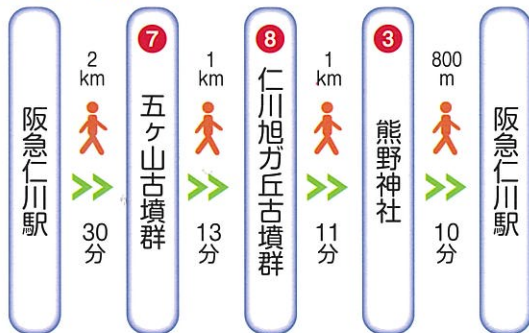 阪急仁川駅
2
km
30
分
7
五ヶ山古墳群
1
km
13
分
8
仁川旭ガ丘古墳群
1
km
11
分
3
熊野神社
800
m
10
分
阪急仁川駅